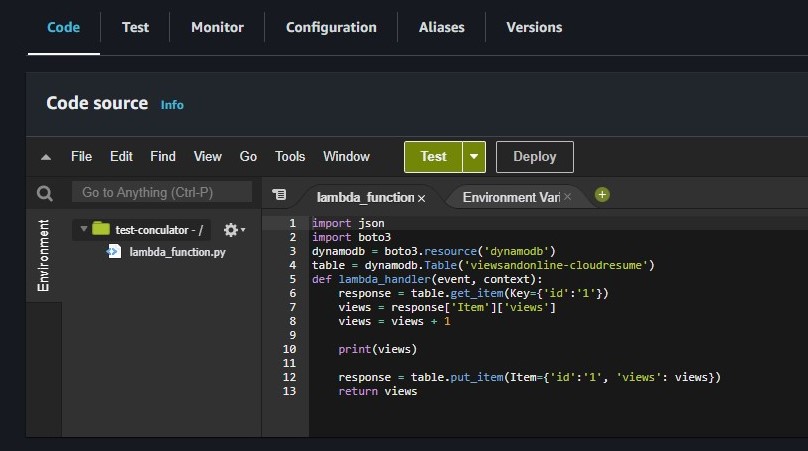 Code Test Monitor Configuration Aliases Versions
Code source Info
File Edit Find View Go Tools Window Test Deploy
Go to Anything (Ctrl-P)
lambda_function × Environment Vari ×
Environment
test-conculator - /
lambda_function.py
1 import json
2 import boto3
3 dynamodb = boto3.resource('dynamodb')
4 table = dynamodb.Table('viewsandonline-cloudresume')
5 def lambda_handler(event, context):
6     response = table.get_item(Key={'id':'1'})
7     views = response['Item']['views']
8     views = views + 1
9
10     print(views)
11
12     response = table.put_item(Item={'id':'1', 'views': views})
13     return views